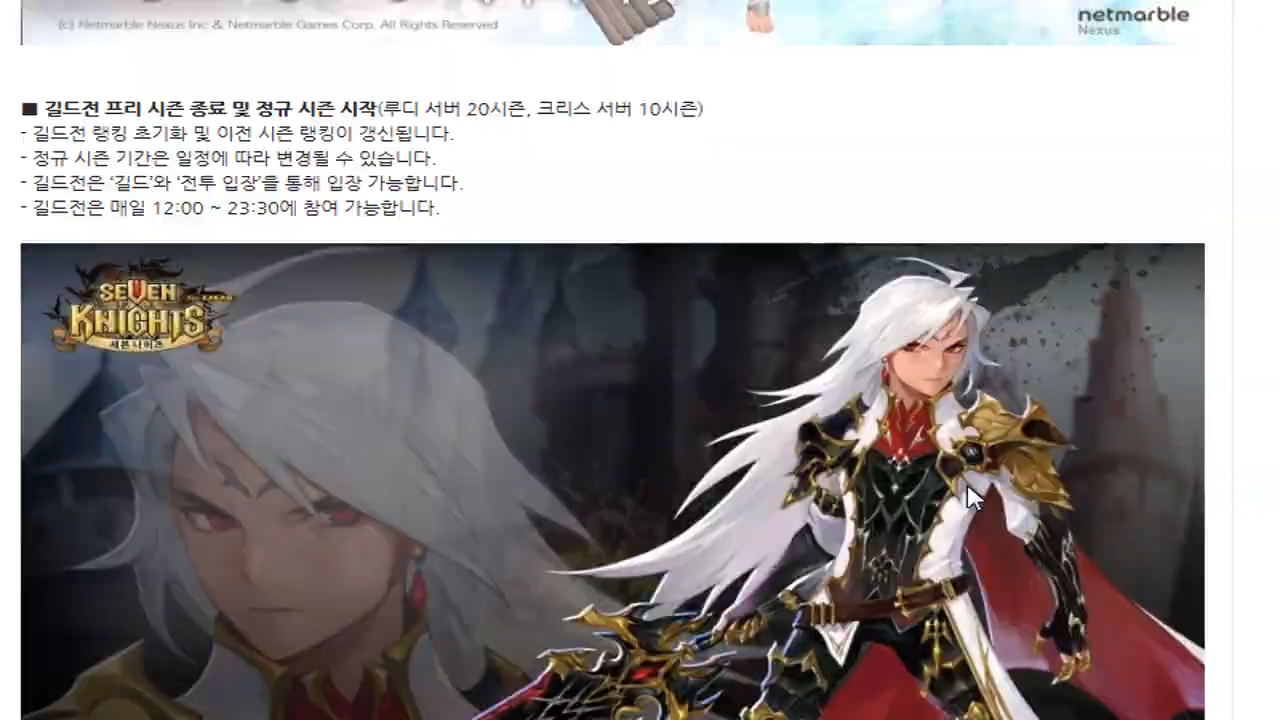 (c) Netmarble Nexus Inc & Netmarble Games Corp. All Rights Reserved
netmarble
Nexus
■ 길드전 프리 시즌 종료 및 정규 시즌 시작(루디 서버 20시즌, 크리스 서버 10시즌)
- 길드전 랭킹 초기화 및 이전 시즌 랭킹이 갱신됩니다.
- 정규 시즌 기간은 일정에 따라 변경될 수 있습니다.
- 길드전은 ‘길드’와 ‘전투 입장’을 통해 입장 가능합니다.
- 길드전은 매일 12:00 ~ 23:30에 참여 가능합니다.
SEVEN
KNIGHTS
세븐나이츠